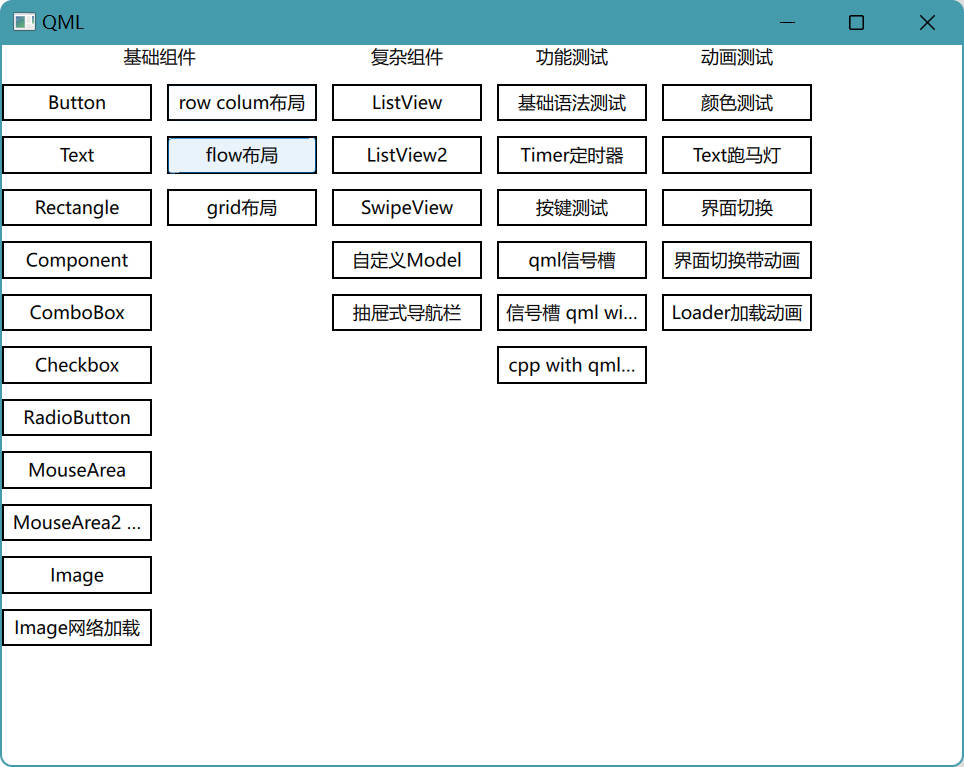 QML
基础组件 复杂组件 功能测试 动画测试
Button row colum布局 ListView 基础语法测试 颜色测试
Text flow布局 ListView2 Timer定时器 Text跑马灯
Rectangle grid布局 SwipeView 按键测试 界面切换
Component 自定义Model qml信号槽 界面切换带动画
ComboBox 抽屉式导航栏 信号槽 qml wi... Loader加载动画
Checkbox cpp with qml...
RadioButton
MouseArea
MouseArea2 ...
Image
Image网络加载